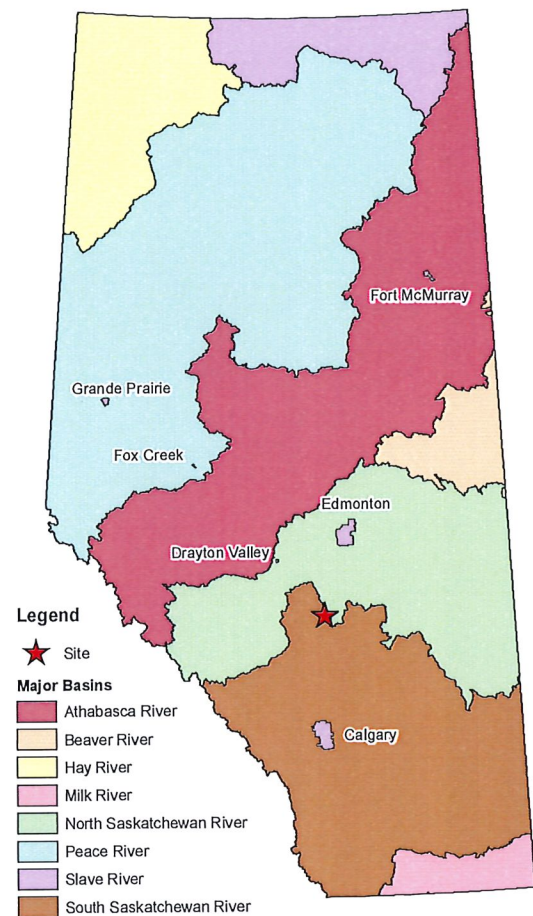 Fort McMurray
Grande Prairie
Fox Creek
Edmonton
Drayton Valley
Calgary
Legend
Site
Major Basins
Athabasca River
Beaver River
Hay River
Milk River
North Saskatchewan River
Peace River
Slave River
South Saskatchewan River